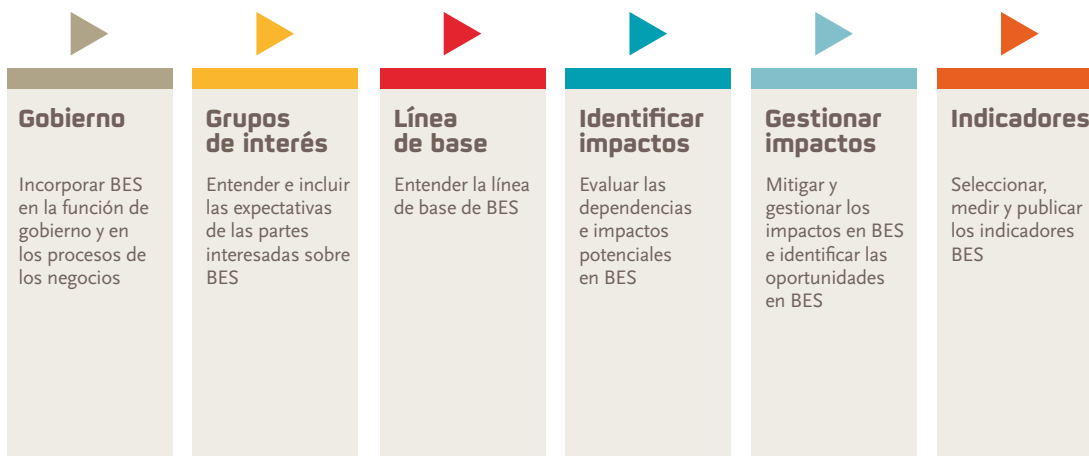 Gobierno
Incorporar BES
en la función de
gobierno y en
los procesos de
los negocios
Grupos
de interés
Entender e incluir
las expectativas
de las partes
interesadas sobre
BES
Línea
de base
Entender la línea
de base de BES
Identificar
impactos
Evaluar las
dependencias
e impactos
potenciales
en BES
Gestionar
impactos
Mitigar y
gestionar los
impactos en BES
e identificar las
oportunidades
en BES
Indicadores
Seleccionar,
medir y publicar
los indicadores
BES